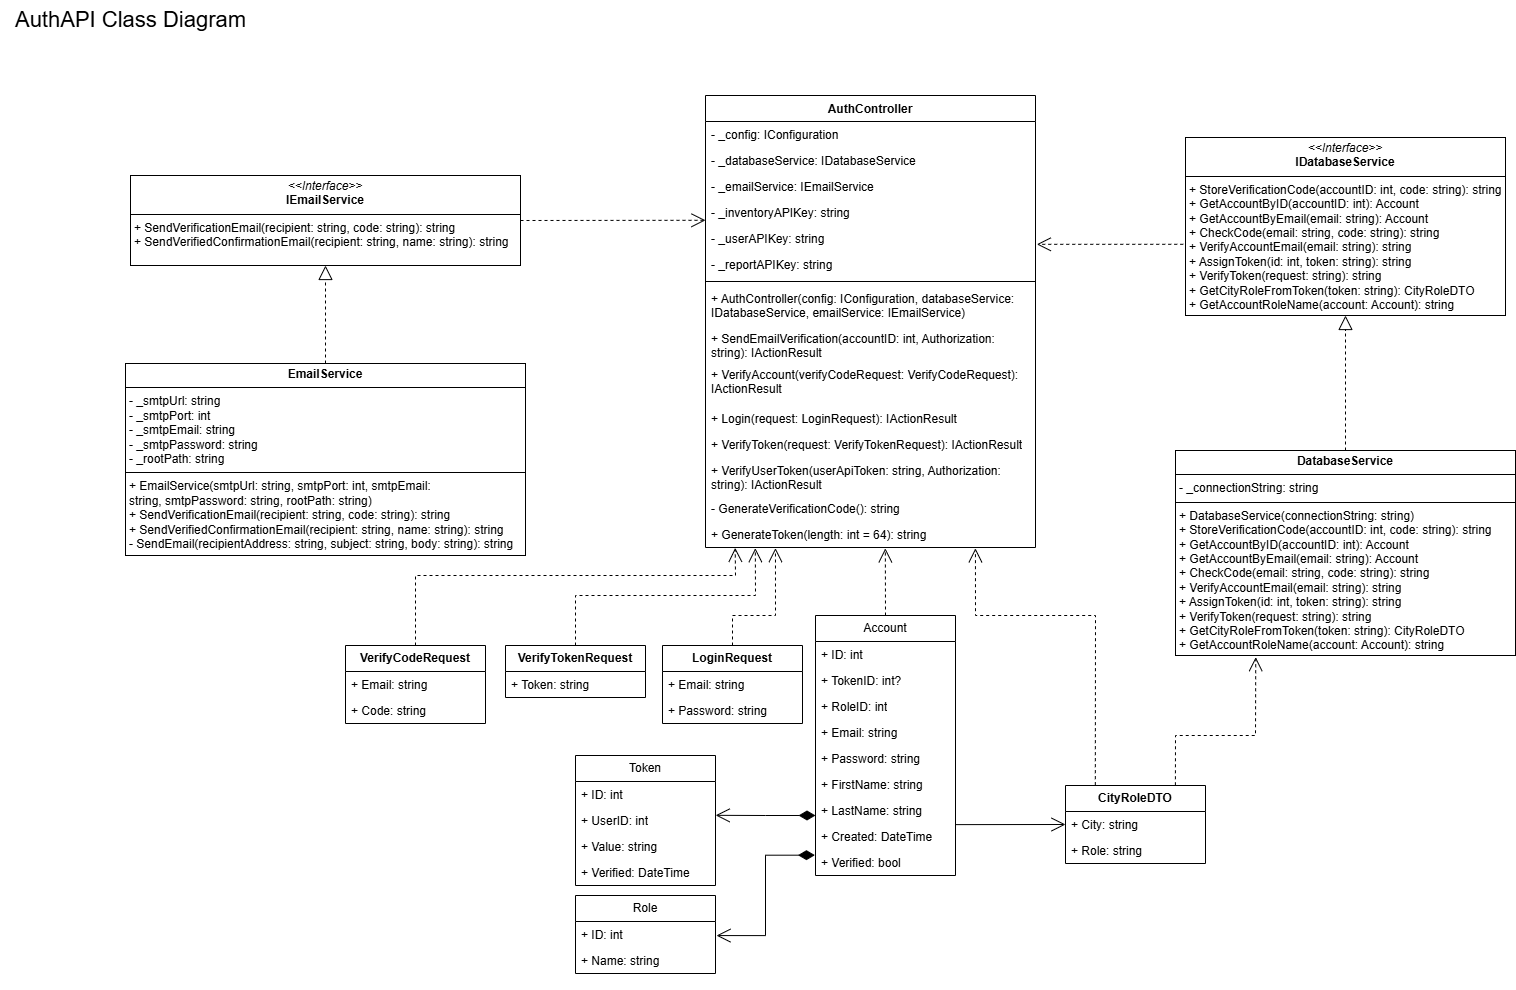 AuthAPI Class Diagram
AuthController
- _config: IConfiguration
- _databaseService: IDatabaseService
- _emailService: IEmailService
- _inventoryAPIKey: string
- _userAPIKey: string
- _reportAPIKey: string
+ AuthController(config: IConfiguration, databaseService:
IDatabaseService, emailService: IEmailService)
+ SendEmailVerification(accountID: int, Authorization:
string): IActionResult
+ VerifyAccount(verifyCodeRequest: VerifyCodeRequest):
IActionResult
+ Login(request: LoginRequest): IActionResult
+ VerifyToken(request: VerifyTokenRequest): IActionResult
+ VerifyUserToken(userApiToken: string, Authorization:
string): IActionResult
- GenerateVerificationCode(): string
+ GenerateToken(length: int = 64): string
<<Interface>>
IEmailService
+ SendVerificationEmail(recipient: string, code: string): string
+ SendVerifiedConfirmationEmail(recipient: string, name: string): string
EmailService
- _smtpUrl: string
- _smtpPort: int
- _smtpEmail: string
- _smtpPassword: string
- _rootPath: string
+ EmailService(smtpUrl: string, smtpPort: int, smtpEmail:
string, smtpPassword: string, rootPath: string)
+ SendVerificationEmail(recipient: string, code: string): string
+ SendVerifiedConfirmationEmail(recipient: string, name: string): string
- SendEmail(recipientAddress: string, subject: string, body: string): string
<<Interface>>
IDatabaseService
+ StoreVerificationCode(accountID: int, code: string): string
+ GetAccountByID(accountID: int): Account
+ GetAccountByEmail(email: string): Account
+ CheckCode(email: string, code: string): string
+ VerifyAccountEmail(email: string): string
+ AssignToken(id: int, token: string): string
+ VerifyToken(request: string): string
+ GetCityRoleFromToken(token: string): CityRoleDTO
+ GetAccountRoleName(account: Account): string
DatabaseService
- _connectionString: string
+ DatabaseService(connectionString: string)
+ StoreVerificationCode(accountID: int, code: string): string
+ GetAccountByID(accountID: int): Account
+ GetAccountByEmail(email: string): Account
+ CheckCode(email: string, code: string): string
+ VerifyAccountEmail(email: string): string
+ AssignToken(id: int, token: string): string
+ VerifyToken(request: string): string
+ GetCityRoleFromToken(token: string): CityRoleDTO
+ GetAccountRoleName(account: Account): string
VerifyCodeRequest
+ Email: string
+ Code: string
VerifyTokenRequest
+ Token: string
LoginRequest
+ Email: string
+ Password: string
Account
+ ID: int
+ TokenID: int?
+ RoleID: int
+ Email: string
+ Password: string
+ FirstName: string
+ LastName: string
+ Created: DateTime
+ Verified: bool
Token
+ ID: int
+ UserID: int
+ Value: string
+ Verified: DateTime
Role
+ ID: int
+ Name: string
CityRoleDTO
+ City: string
+ Role: string